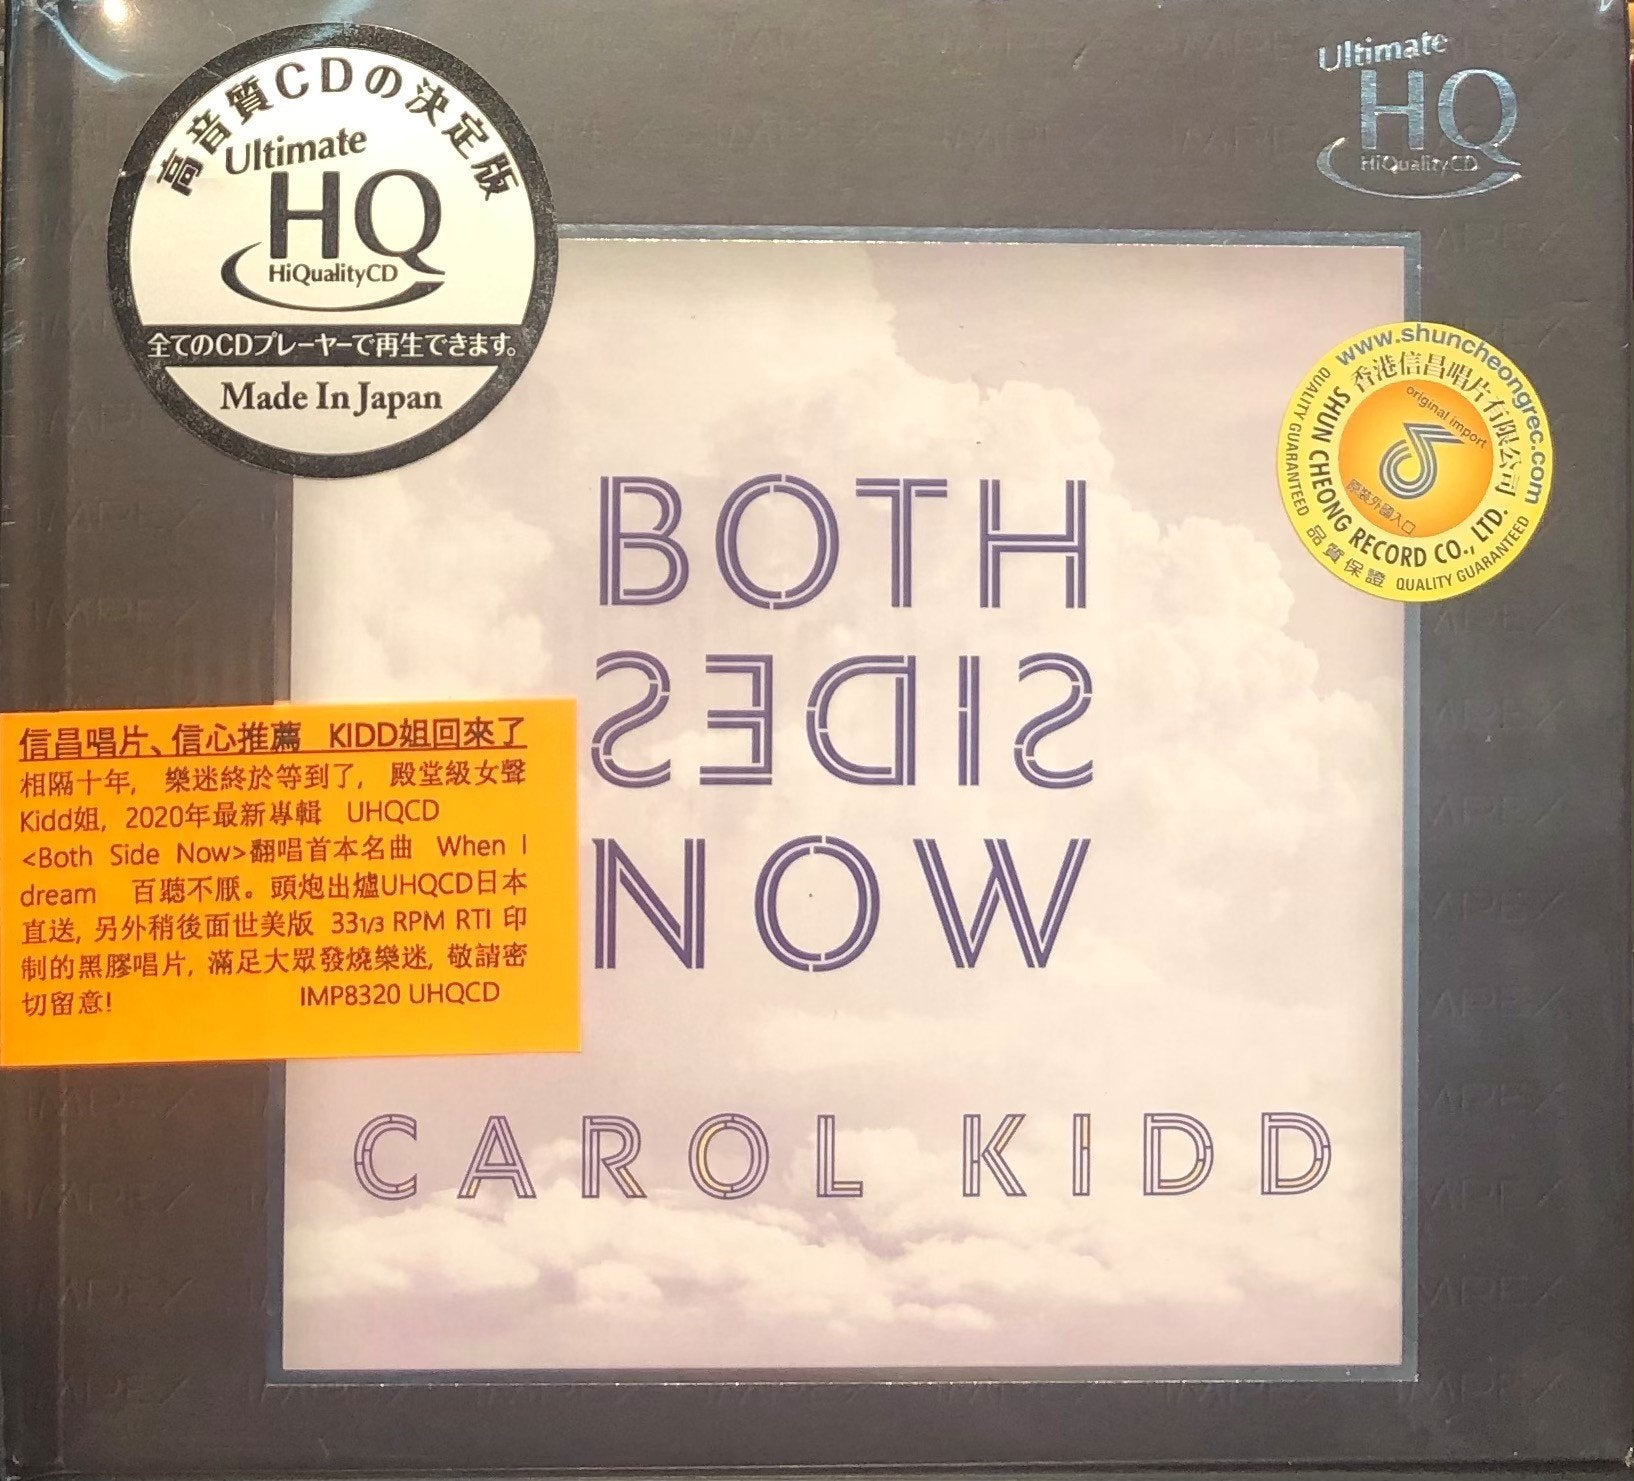 高音質CDの決定版
Ultimate
HQ
HiQualityCD
全てのCDプレーヤーで再生できます。
Made In Japan
Ultimate
HQ
HiQualityCD
www.shuncheongrec.com
香港信昌唱片有限公司
original import
原裝外國入口
SHUN CHEONG RECORD CO., LTD.
QUALITY GUARANTEED
品質保證
QUALITY GUARANTEED
BOTH
SIDES
NOW
信昌唱片、信心推薦 KIDD姐回來了
相隔十年, 樂迷終於等到了, 殿堂級女聲
Kidd姐, 2020年最新專輯 UHQCD
<Both Side Now>翻唱首本名曲 When I
dream 百聽不厭。頭炮出爐UHQCD日本
直送, 另外稍後面世美版 331/3 RPM RTI 印
制的黑膠唱片, 滿足大眾發燒樂迷, 敬請密
切留意! IMP8320 UHQCD
CAROL KIDD
IMPEX